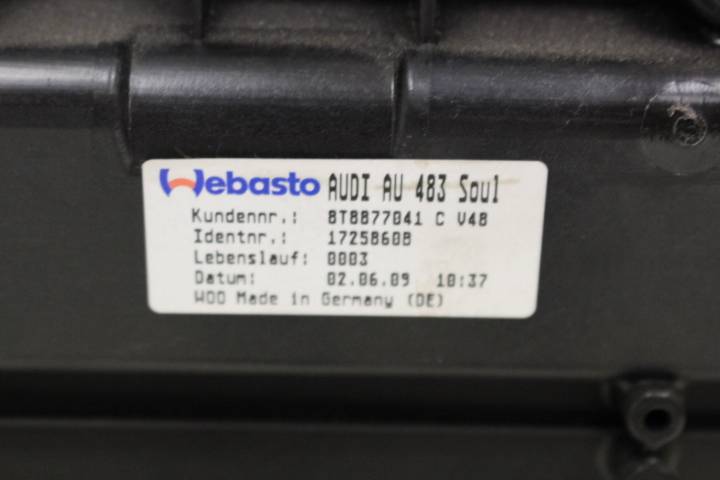 Webasto AUDI AU 483 Soul
Kundennr.: 8T8877041 C V48
Identnr.: 1725860B
Lebenslauf: 0003
Datum: 02.06.09 10:37
WOO Made in Germany (DE)